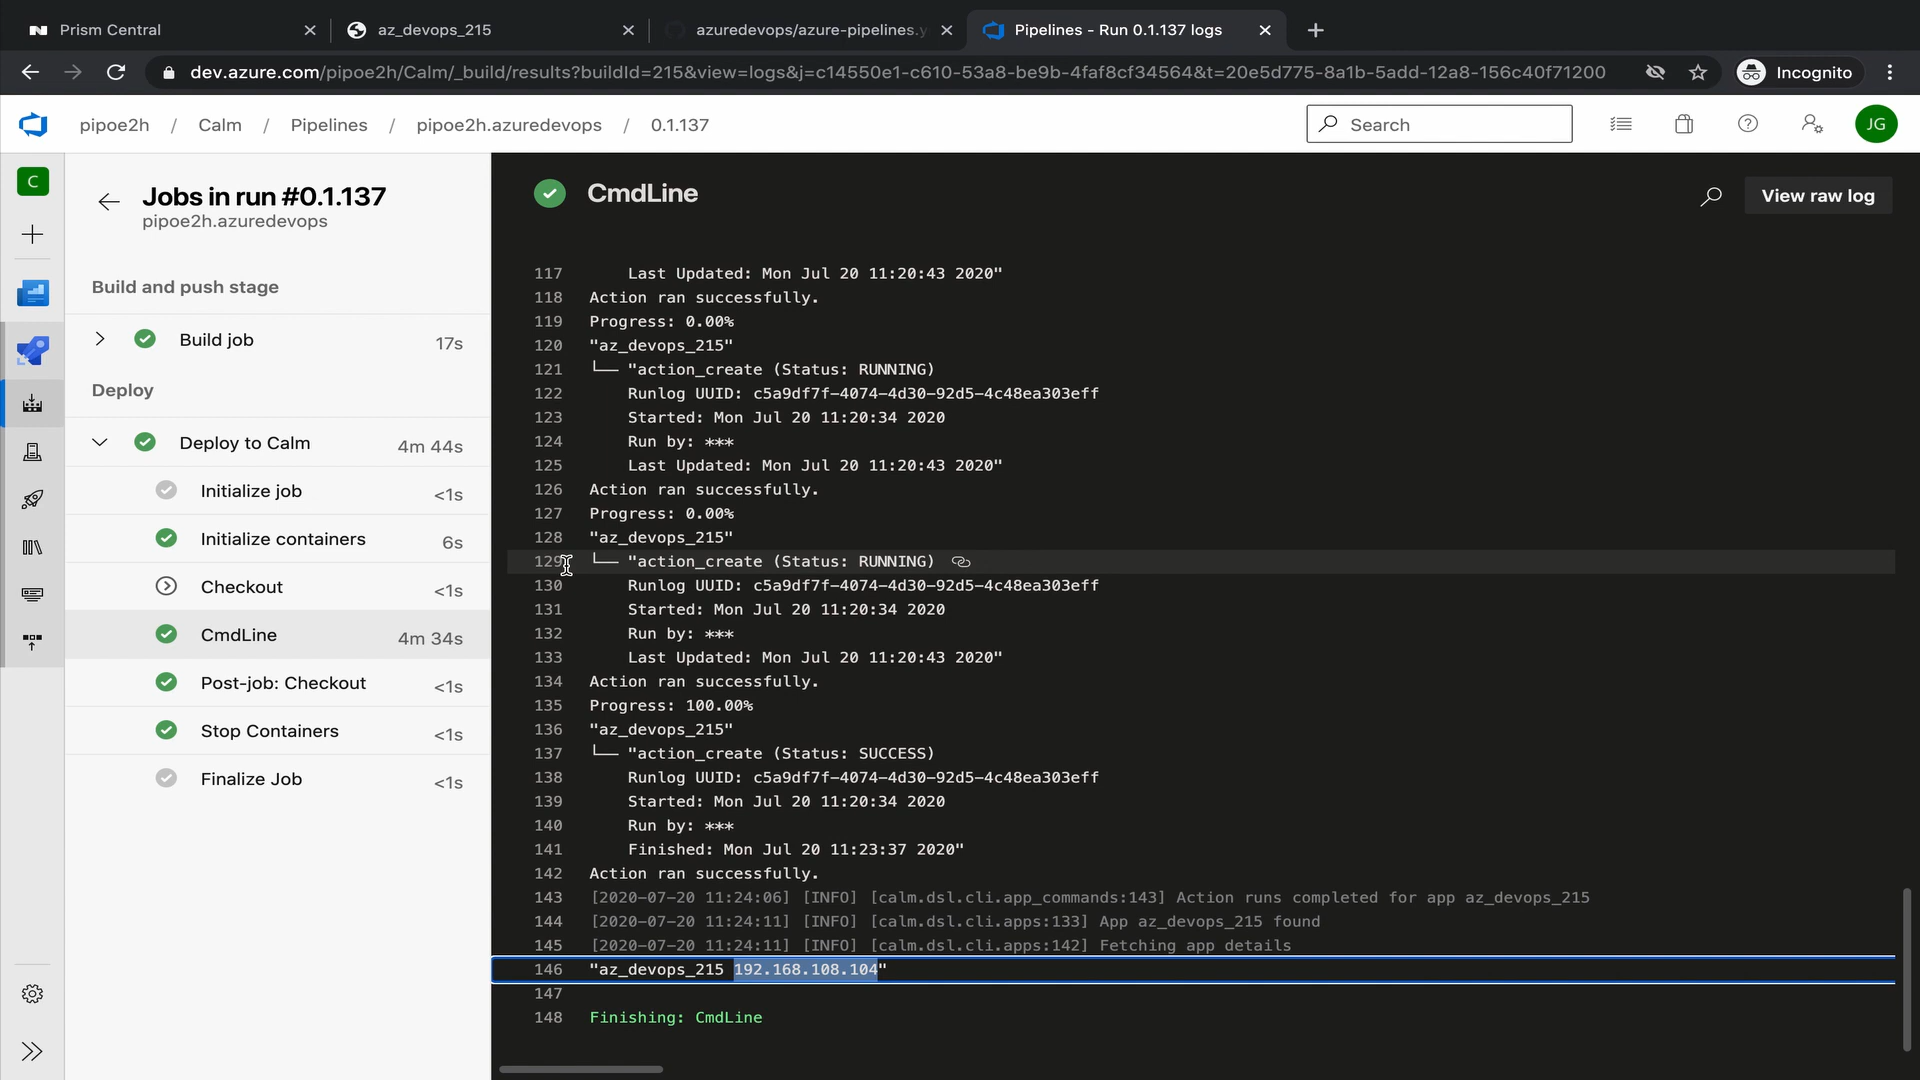 Prism Central
az_devops_215
azuredevops/azure-pipelines.y
Pipelines - Run 0.1.137 logs
dev.azure.com/pipoe2h/Calm/_build/results?buildId=215&view=logs&j=c14550e1-c610-53a8-be9b-4faf8cf34564&t=20e5d775-8a1b-5add-12a8-156c40f71200
Incognito
pipoe2h / Calm / Pipelines / pipoe2h.azuredevops / 0.1.137
Search
JG
C
Jobs in run #0.1.137
pipoe2h.azuredevops
Build and push stage
Build job 17s
Deploy
Deploy to Calm 4m 44s
Initialize job <1s
Initialize containers 6s
Checkout <1s
CmdLine 4m 34s
Post-job: Checkout <1s
Stop Containers <1s
Finalize Job <1s
CmdLine
View raw log
117 Last Updated: Mon Jul 20 11:20:43 2020"
118 Action ran successfully.
119 Progress: 0.00%
120 "az_devops_215"
121 └── "action_create (Status: RUNNING)
122 Runlog UUID: c5a9df7f-4074-4d30-92d5-4c48ea303eff
123 Started: Mon Jul 20 11:20:34 2020
124 Run by: ***
125 Last Updated: Mon Jul 20 11:20:43 2020"
126 Action ran successfully.
127 Progress: 0.00%
128 "az_devops_215"
129 └── "action_create (Status: RUNNING)
130 Runlog UUID: c5a9df7f-4074-4d30-92d5-4c48ea303eff
131 Started: Mon Jul 20 11:20:34 2020
132 Run by: ***
133 Last Updated: Mon Jul 20 11:20:43 2020"
134 Action ran successfully.
135 Progress: 100.00%
136 "az_devops_215"
137 └── "action_create (Status: SUCCESS)
138 Runlog UUID: c5a9df7f-4074-4d30-92d5-4c48ea303eff
139 Started: Mon Jul 20 11:20:34 2020
140 Run by: ***
141 Finished: Mon Jul 20 11:23:37 2020"
142 Action ran successfully.
143 [2020-07-20 11:24:06] [INFO] [calm.dsl.cli.app_commands:143] Action runs completed for app az_devops_215
144 [2020-07-20 11:24:11] [INFO] [calm.dsl.cli.apps:133] App az_devops_215 found
145 [2020-07-20 11:24:11] [INFO] [calm.dsl.cli.apps:142] Fetching app details
146 "az_devops_215 192.168.108.104"
147
148 Finishing: CmdLine